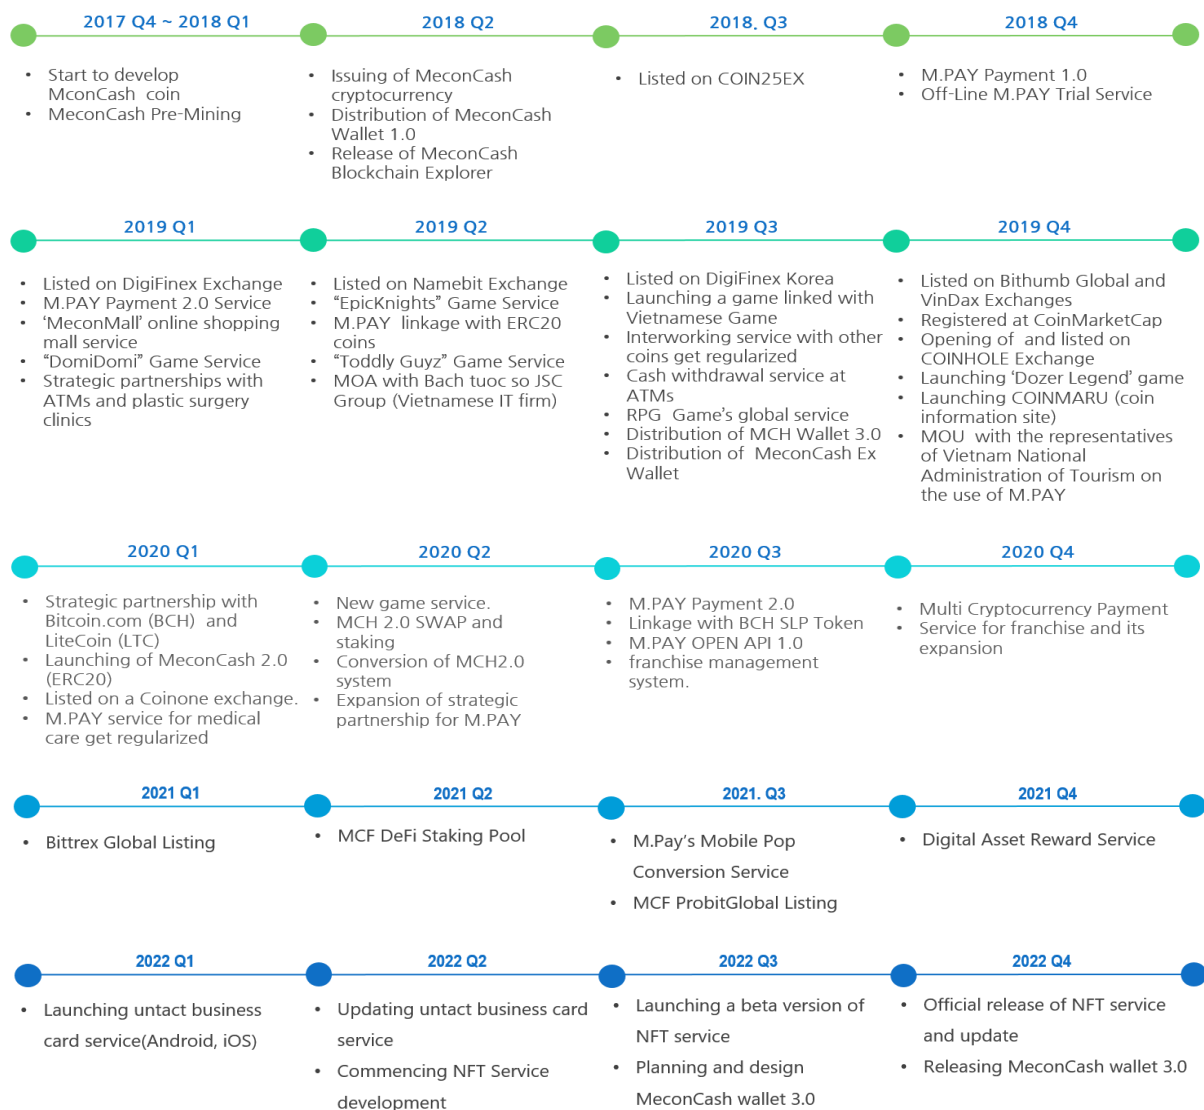 2017 Q4 ~ 2018 Q1
• Start to develop
MconCash coin
• MeconCash Pre-Mining
2018 Q2
• Issuing of MeconCash
cryptocurrency
• Distribution of MeconCash
Wallet 1.0
• Release of MeconCash
Blockchain Explorer
2018. Q3
• Listed on COIN25EX
2018 Q4
• M.PAY Payment 1.0
• Off-Line M.PAY Trial Service
2019 Q1
• Listed on DigiFinex Exchange
• M.PAY Payment 2.0 Service
• ‘MeconMall’ online shopping
mall service
• “DomiDomi” Game Service
• Strategic partnerships with
ATMs and plastic surgery
clinics
2019 Q2
• Listed on Namebit Exchange
• “EpicKnights” Game Service
• M.PAY linkage with ERC20
coins
• “Toddly Guyz” Game Service
• MOA with Bach tuoc so JSC
Group (Vietnamese IT firm)
2019 Q3
• Listed on DigiFinex Korea
• Launching a game linked with
Vietnamese Game
• Interworking service with other
coins get regularized
• Cash withdrawal service at
ATMs
• RPG Game’s global service
• Distribution of MCH Wallet 3.0
• Distribution of MeconCash Ex
Wallet
2019 Q4
• Listed on Bithumb Global and
VinDax Exchanges
• Registered at CoinMarketCap
• Opening of and listed on
COINHOLE Exchange
• Launching ‘Dozer Legend’ game
• Launching COINMARU (coin
information site)
• MOU with the representatives
of Vietnam National
Administration of Tourism on
the use of M.PAY
2020 Q1
• Strategic partnership with
Bitcoin.com (BCH) and
LiteCoin (LTC)
• Launching of MeconCash 2.0
(ERC20)
• Listed on a Coinone exchange.
• M.PAY service for medical
care get regularized
2020 Q2
• New game service.
• MCH 2.0 SWAP and
staking
• Conversion of MCH2.0
system
• Expansion of strategic
partnership for M.PAY
2020 Q3
• M.PAY Payment 2.0
• Linkage with BCH SLP Token
• M.PAY OPEN API 1.0
• franchise management
system.
2020 Q4
• Multi Cryptocurrency Payment
• Service for franchise and its
expansion
2021 Q1
• Bittrex Global Listing
2021 Q2
• MCF DeFi Staking Pool
2021. Q3
• M.Pay’s Mobile Pop
Conversion Service
• MCF ProbitGlobal Listing
2021 Q4
• Digital Asset Reward Service
2022 Q1
• Launching untact business
card service(Android, iOS)
2022 Q2
• Updating untact business card
service
• Commencing NFT Service
development
2022 Q3
• Launching a beta version of
NFT service
• Planning and design
MeconCash wallet 3.0
2022 Q4
• Official release of NFT service
and update
• Releasing MeconCash wallet 3.0